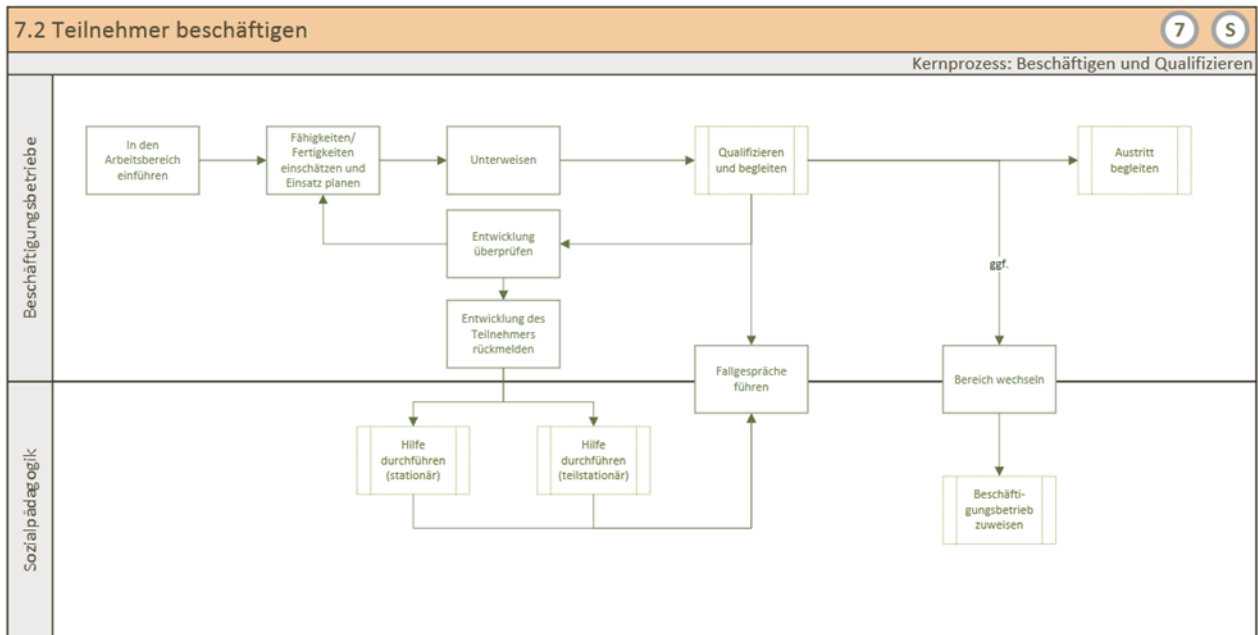 7.2 Teilnehmer beschäftigen
7
S
Kernprozess: Beschäftigen und Qualifizieren
Beschäftigungsbetriebe
In den
Arbeitsbereich
einführen
Fähigkeiten/
Fertigkeiten
einschätzen und
Einsatz planen
Unterweisen
Qualifizieren
und begleiten
Austritt
begleiten
Entwicklung
überprüfen
ggf.
Entwicklung des
Teilnehmers
rückmelden
Fallgespräche
führen
Bereich wechseln
Sozialpädagogik
Hilfe
durchführen
(stationär)
Hilfe
durchführen
(teilstationär)
Beschäfti-
gungsbetrieb
zuweisen